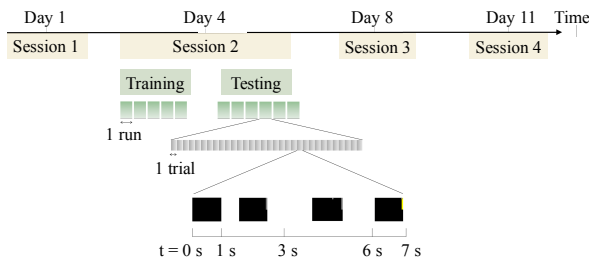 Day 1 Day 4 Day 8 Day 11 Time
Session 1 Session 2 Session 3 Session 4
Training Testing
1 run
1 trial
t = 0 s 1 s 3 s 6 s 7 s